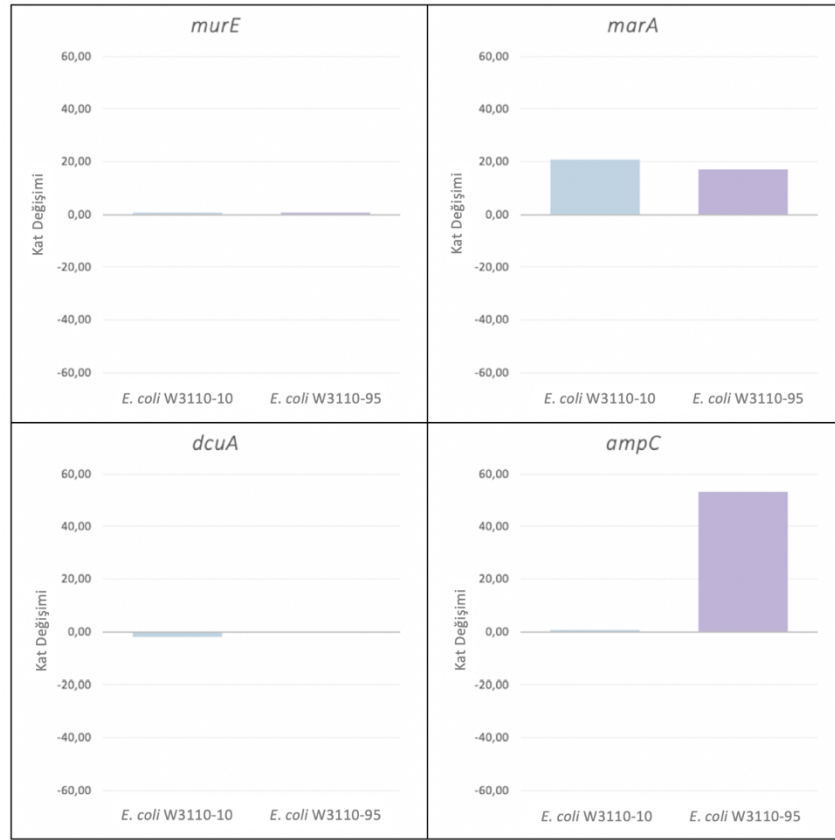 murE
60,00
40,00
20,00
0,00
-20,00
-40,00
-60,00
Kat Değişimi
E. coli W3110-10
E. coli W3110-95
marA
60,00
40,00
20,00
0,00
-20,00
-40,00
-60,00
Kat Değişimi
E. coli W3110-10
E. coli W3110-95
dcuA
60,00
40,00
20,00
0,00
-20,00
-40,00
-60,00
Kat Değişimi
E. coli W3110-10
E. coli W3110-95
ampC
60,00
40,00
20,00
0,00
-20,00
-40,00
-60,00
Kat Değişimi
E. coli W3110-10
E. coli W3110-95